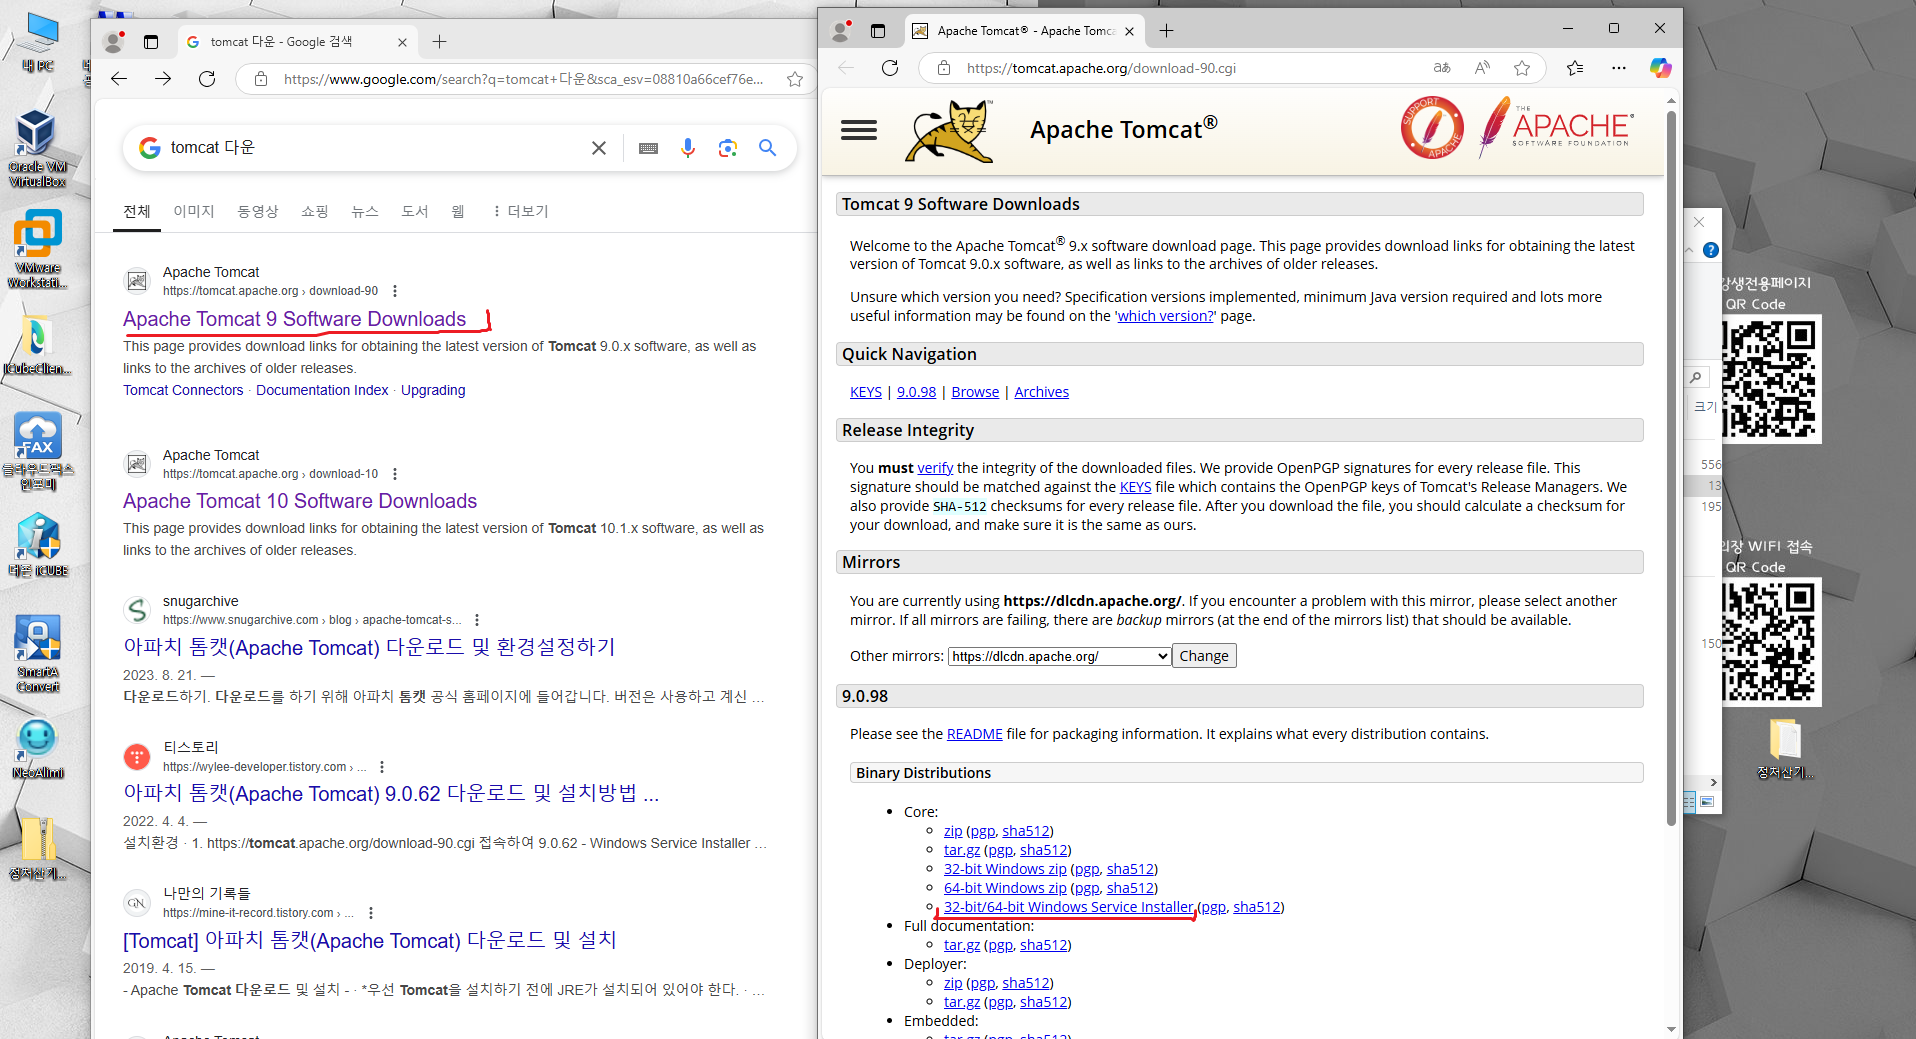 내 PC
Oracle VM
VirtualBox
VMware
Workstati...
ICubeClien...
FAX
클라우드팩스
안포미
더존 iCUBE
SmartA
Convert
NeoAlimi
정처산기...
tomcat 다운 - Google 검색
https://www.google.com/search?q=tomcat+다운&sca_esv=08810a66cef76e...
tomcat 다운
전체 이미지 동영상 쇼핑 뉴스 도서 웹 더보기
Apache Tomcat
https://tomcat.apache.org › download-90
Apache Tomcat 9 Software Downloads
This page provides download links for obtaining the latest version of Tomcat 9.0.x software, as well as
links to the archives of older releases.
Tomcat Connectors · Documentation Index · Upgrading
Apache Tomcat
https://tomcat.apache.org › download-10
Apache Tomcat 10 Software Downloads
This page provides download links for obtaining the latest version of Tomcat 10.1.x software, as well as
links to the archives of older releases.
snugarchive
https://www.snugarchive.com › blog › apache-tomcat-s...
아파치 톰캣(Apache Tomcat) 다운로드 및 환경설정하기
2023. 8. 21. —
다운로드하기. 다운로드를 하기 위해 아파치 톰캣 공식 홈페이지에 들어갑니다. 버전은 사용하고 계신 ...
티스토리
https://wylee-developer.tistory.com › ...
아파치 톰캣(Apache Tomcat) 9.0.62 다운로드 및 설치방법 ...
2022. 4. 4. —
설치환경 · 1. https://tomcat.apache.org/download-90.cgi 접속하여 9.0.62 - Windows Service Installer ...
GN
나만의 기록들
https://mine-it-record.tistory.com › ...
[Tomcat] 아파치 톰캣(Apache Tomcat) 다운로드 및 설치
2019. 4. 15. —
- Apache Tomcat 다운로드 및 설치 - · *우선 Tomcat을 설치하기 전에 JRE가 설치되어 있어야 한다. · ...
Apache Tomcat
Apache Tomcat® - Apache Tomca
https://tomcat.apache.org/download-90.cgi
Apache Tomcat®
SUPPORT APACHE
THE
APACHE®
SOFTWARE FOUNDATION
Tomcat 9 Software Downloads
Welcome to the Apache Tomcat® 9.x software download page. This page provides download links for obtaining the latest
version of Tomcat 9.0.x software, as well as links to the archives of older releases.
Unsure which version you need? Specification versions implemented, minimum Java version required and lots more
useful information may be found on the 'which version?' page.
Quick Navigation
KEYS | 9.0.98 | Browse | Archives
Release Integrity
You must verify the integrity of the downloaded files. We provide OpenPGP signatures for every release file. This
signature should be matched against the KEYS file which contains the OpenPGP keys of Tomcat's Release Managers. We
also provide SHA-512 checksums for every release file. After you download the file, you should calculate a checksum for
your download, and make sure it is the same as ours.
Mirrors
You are currently using https://dlcdn.apache.org/. If you encounter a problem with this mirror, please select another
mirror. If all mirrors are failing, there are backup mirrors (at the end of the mirrors list) that should be available.
Other mirrors: https://dlcdn.apache.org/ Change
9.0.98
Please see the README file for packaging information. It explains what every distribution contains.
Binary Distributions
Core:
zip (pgp, sha512)
tar.gz (pgp, sha512)
32-bit Windows zip (pgp, sha512)
64-bit Windows zip (pgp, sha512)
32-bit/64-bit Windows Service Installer (pgp, sha512)
Full documentation:
tar.gz (pgp, sha512)
Deployer:
zip (pgp, sha512)
tar.gz (pgp, sha512)
Embedded:
tar.gz (pgp, sha512)
크기
556
13
195
150
강생전용페이지
QR Code
의장 WIFI 접속
QR Code
정처산기...